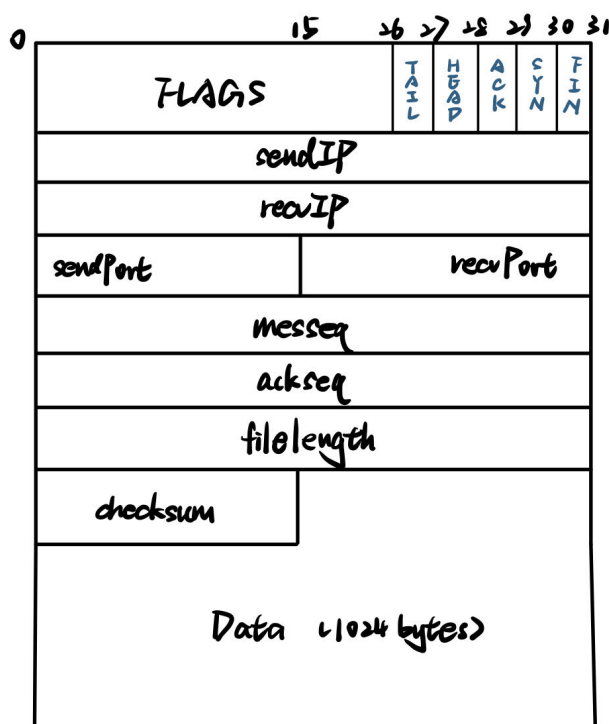 0 15 26 27 28 29 30 31
FLAGS TAIL HEAD ACK SYN FIN
sendIP
recvIP
sendPort recvPort
messeq
ackseq
filelength
checksum
Data (1024 bytes)